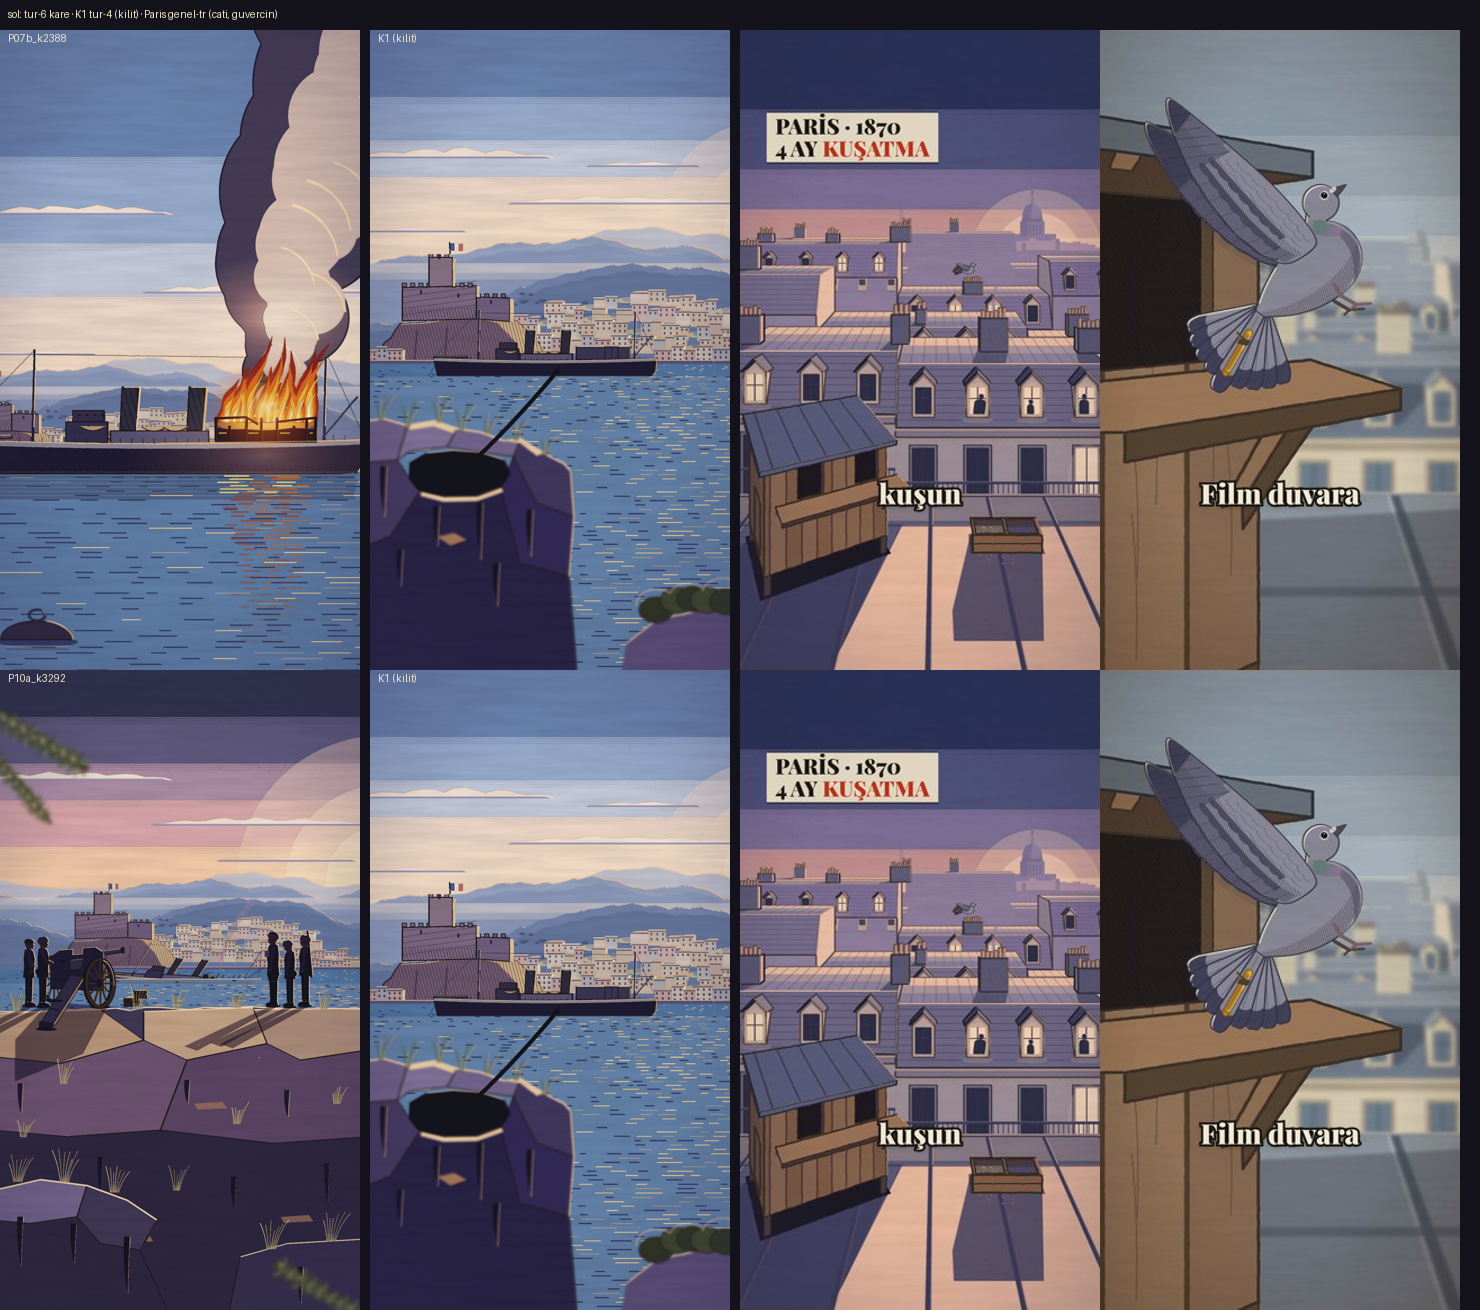 sol: tur-6 kare · K1 tur-4 (kilit) · Paris genel-tr (cati, guvercin)
P07b_k2388
K1 (kilit)
PARİS · 1870
4 AY KUŞATMA
kuşun
Film duvara
P10a_k3292
K1 (kilit)
PARİS · 1870
4 AY KUŞATMA
kuşun
Film duvara